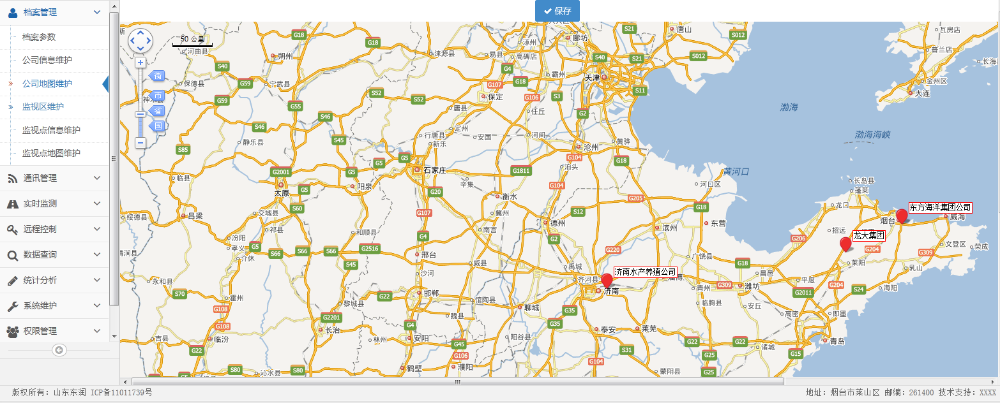 档案管理
档案参数
公司信息维护
公司地图维护
监视区维护
监视点信息维护
监视点地图维护
通讯管理
实时监测
远程控制
数据查询
统计分析
系统维护
权限管理
保存
50 公里
街
市
省
国
河曲县
朔州
G18
G18
涞源县
易县
涿州
高碑店
廊坊
S21
唐山
S012
瓦房店
普兰店
S40
保德县
G59
宁武县
G4
G18
霸州
S40
S21
S012
天津
金州区
大连
G59
G55
S52
S52
G107
保定
G106
S3
S11
渤海
S46
S46
唐县
任丘
G2
渤海海峡
静乐县
S45
行唐县
新乐
定州
安国
河间
沧州
黄骅
S85
G5
G5
G5
石家庄
G104
泊头
G18
黄河口
临县
G2001
太原
G5
阳泉
G1811
辛集
G20
G104
河口区
长岛县
蓬莱
龙口
绥德县
吕梁
交城县
S60
G107
衡水
冀州
S12
G205
G18
东方海洋集团公司
烟台
威海
祁县
汾阳
和顺县
G4
南宫
德州
滨州
东营
招远
龙大集团
孝义
介休
G5
S66
S66
S66
G2516
邢台
G2
G220
G206
G204
文登区
荣成
清涧县
S45
沙河
威县
禹城
广饶县
G18
莱阳
G309
乳山
永和县
济南水产养殖公司
齐河县
济南
昌邑
平度
G309
潍坊
青州
G204
S70
霍州
黎城县
G22
邯郸
馆陶县
聊城
临朐县
安丘
G2011
S24
海阳
G108
G2201
长治
魏县
G35
高密
即墨
G108
临汾
吉县
G4
安阳
林州
阳谷县
G35
泰安
莱芜
G22
G22
诸城
青岛
G22
G45
G106
S31
G25
G15
S80
沁水县
S80
鹤壁
濮阳
G104
蒙阴县
G25
版权所有: 山东东润 ICP备11011739号
地址: 烟台市莱山区 邮编: 261400 技术支持: XXXX